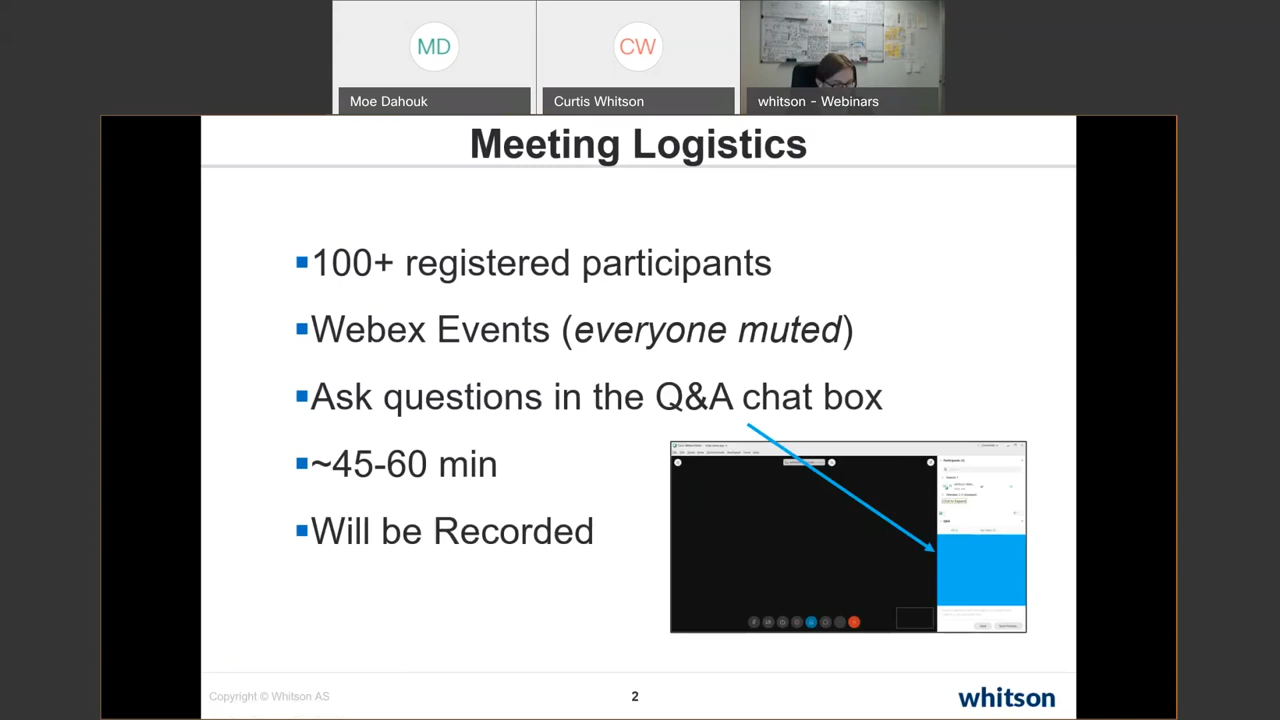 MD
CW
Moe Dahouk
Curtis Whitson
whitson - Webinars
Meeting Logistics
100+ registered participants
Webex Events (everyone muted)
Ask questions in the Q&A chat box
~45-60 min
Will be Recorded
Copyright © Whitson AS
2
whitson